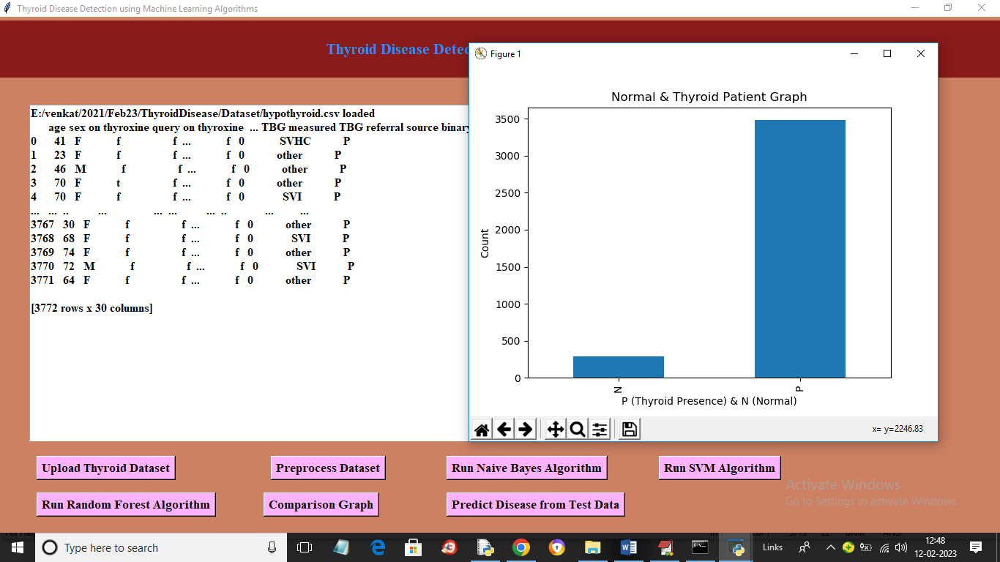 Thyroid Disease Detection using Machine Learning Algorithms
Thyroid Disease Detec
E:/venkat/2021/Feb23/ThyroidDisease/Dataset/hypothyroid.csv loaded
age sex on thyroxine query on thyroxine ... TBG measured TBG referral source binary
0 41 F f f ... f 0 SVHC P
1 23 F f f ... f 0 other P
2 46 M f f ... f 0 other P
3 70 F t f ... f 0 other P
4 70 F f f ... f 0 SVI P
... ... .. ... ... ... ... .. ... ...
3767 30 F f f ... f 0 other P
3768 68 F f f ... f 0 SVI P
3769 74 F f f ... f 0 other P
3770 72 M f f ... f 0 SVI P
3771 64 F f f ... f 0 other P
[3772 rows x 30 columns]
Figure 1
Normal & Thyroid Patient Graph
3500
3000
2500
2000
1500
1000
500
0
Count
N P
P (Thyroid Presence) & N (Normal)
x= y=2246.83
Upload Thyroid Dataset Preprocess Dataset Run Naive Bayes Algorithm Run SVM Algorithm
Run Random Forest Algorithm Comparison Graph Predict Disease from Test Data
Activate Windows
Go to Settings to activate Windows.
Type here to search
Links
12:48
12-02-2023